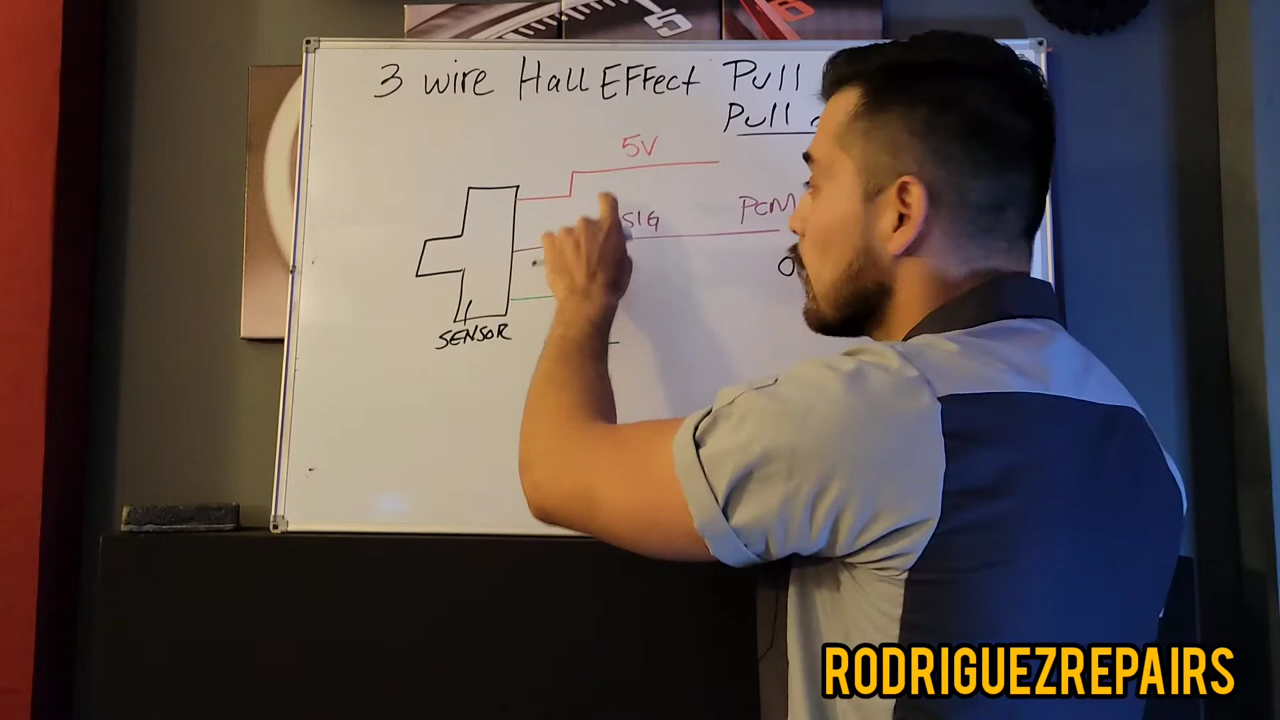 3 wire Hall EFFect Pull
Pull
5V
SIG PCM
SENSOR
RODRIGUEZREPAIRS